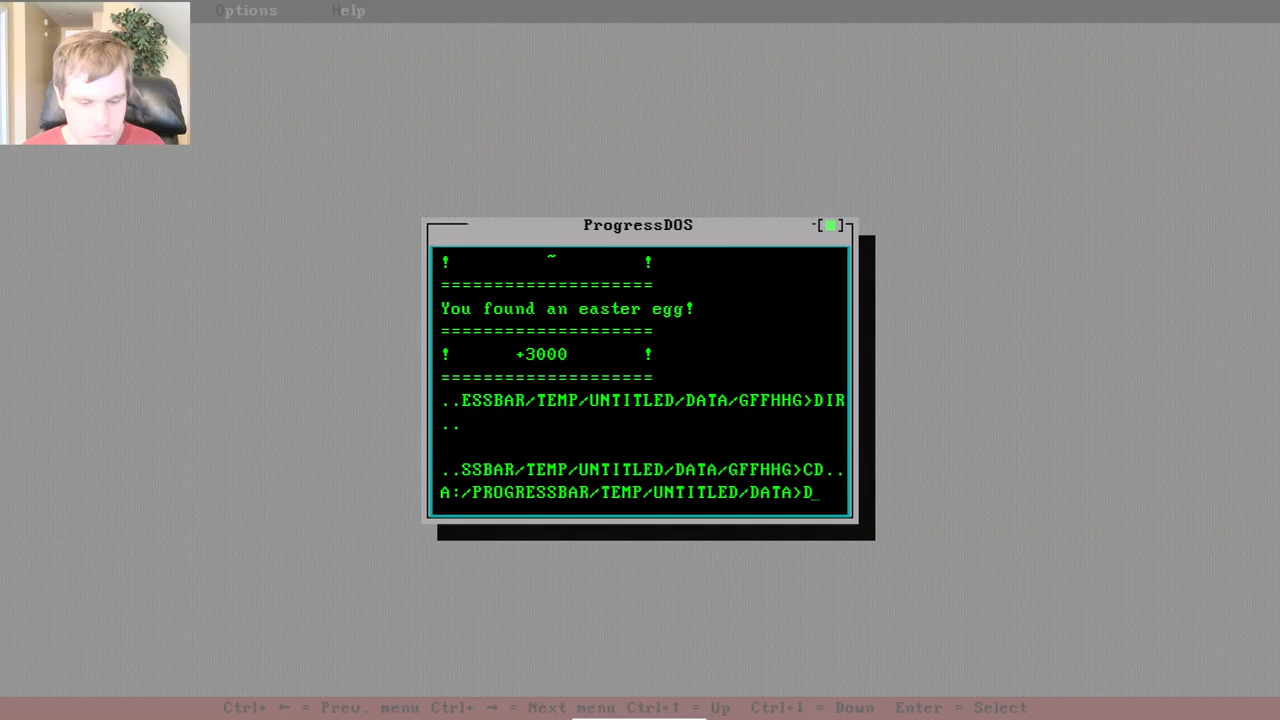 Options Help
ProgressDOS
-[■]
! ~ !
====================
You found an easter egg!
====================
! +3000 !
====================
..ESSBAR/TEMP/UNTITLED/DATA/GFFHHG>DIR
..
..SSBAR/TEMP/UNTITLED/DATA/GFFHHG>CD..
A:/PROGRESSBAR/TEMP/UNTITLED/DATA>D_
Ctrl+ ← = Prev. menu Ctrl+ → = Next menu Ctrl+↑ = Up Ctrl+↓ = Down Enter = Select